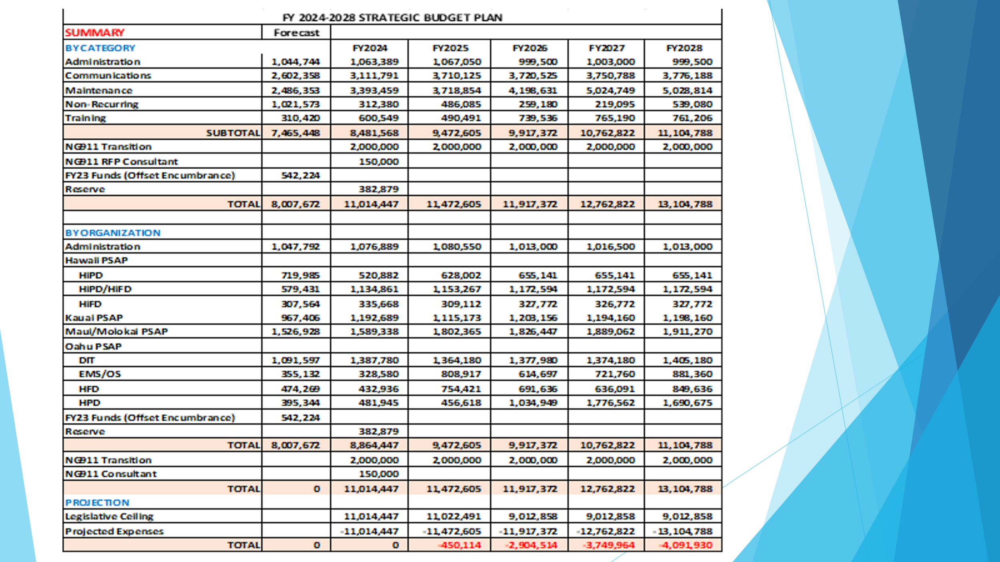 FY 2024-2028 STRATEGIC BUDGET PLAN
SUMMARY Forecast
BY CATEGORY FY2024 FY2025 FY2026 FY2027 FY2028
Administration 1,044,744 1,063,389 1,067,050 999,500 1,003,000 999,500
Communications 2,602,358 3,111,791 3,710,125 3,720,525 3,750,788 3,776,188
Maintenance 2,486,353 3,393,459 3,718,854 4,198,631 5,024,749 5,028,814
Non-Recurring 1,021,573 312,380 486,085 259,180 219,095 539,080
Training 310,420 600,549 490,491 739,536 765,190 761,206
SUBTOTAL 7,465,448 8,481,568 9,472,605 9,917,372 10,762,822 11,104,788
NG911 Transition 2,000,000 2,000,000 2,000,000 2,000,000 2,000,000
NG911 RFP Consultant 150,000
FY23 Funds (Offset Encumbrance) 542,224
Reserve 382,879
TOTAL 8,007,672 11,014,447 11,472,605 11,917,372 12,762,822 13,104,788
BY ORGANIZATION
Administration 1,047,792 1,076,889 1,080,550 1,013,000 1,016,500 1,013,000
Hawaii PSAP
HiPD 719,985 520,882 628,002 655,141 655,141 655,141
HiPD/HiFD 579,431 1,134,861 1,153,267 1,172,594 1,172,594 1,172,594
HiFD 307,564 335,668 309,112 327,772 326,772 327,772
Kauai PSAP 967,406 1,192,689 1,115,173 1,203,156 1,194,160 1,198,160
Maui/Molokai PSAP 1,526,928 1,589,338 1,802,365 1,826,447 1,889,062 1,911,270
Oahu PSAP
DIT 1,091,597 1,387,780 1,364,180 1,377,980 1,374,180 1,405,180
EMS/OS 355,132 328,580 808,917 614,697 721,760 881,360
HFD 474,269 432,936 754,421 691,636 636,091 849,636
HPD 395,344 481,945 456,618 1,034,949 1,776,562 1,690,675
FY23 Funds (Offset Encumbrance) 542,224
Reserve 382,879
TOTAL 8,007,672 8,864,447 9,472,605 9,917,372 10,762,822 11,104,788
NG911 Transition 2,000,000 2,000,000 2,000,000 2,000,000 2,000,000
NG911 Consultant 150,000
TOTAL 0 11,014,447 11,472,605 11,917,372 12,762,822 13,104,788
PROJECTION
Legislative Ceiling 11,014,447 11,022,491 9,012,858 9,012,858 9,012,858
Projected Expenses -11,014,447 -11,472,605 -11,917,372 -12,762,822 -13,104,788
TOTAL 0 0 -450,114 -2,904,514 -3,749,964 -4,091,930